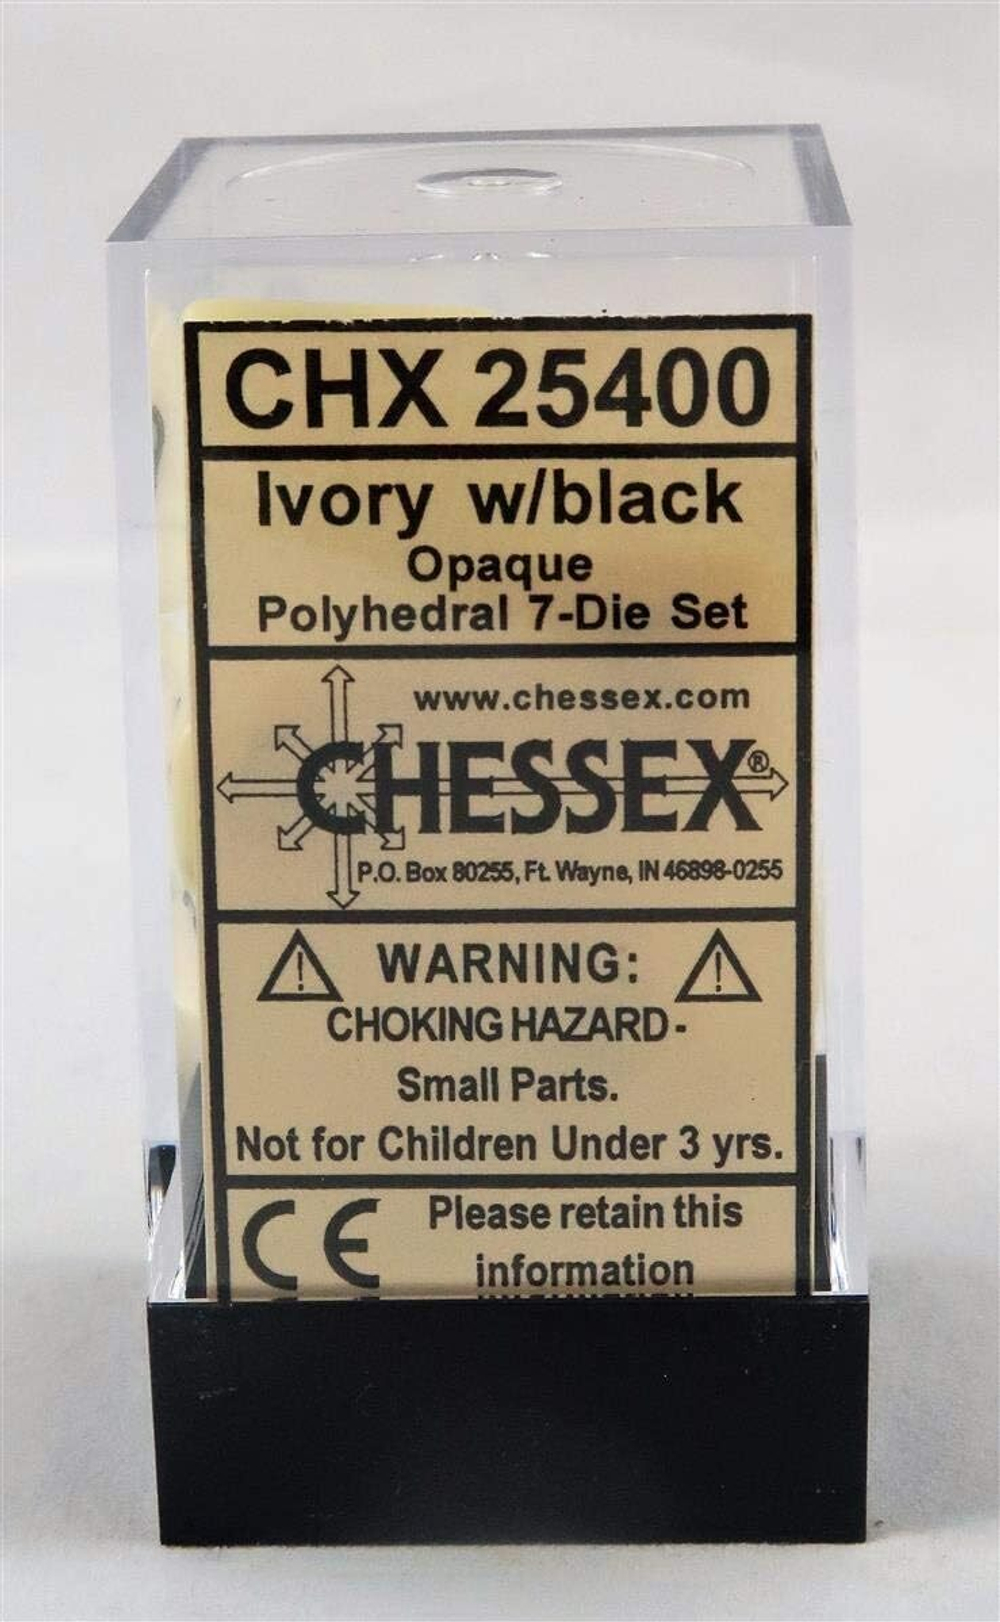 CHX 25400
Ivory w/black
Opaque
Polyhedral 7-Die Set
www.chessex.com
CHESSEX®
P.O. Box 80255, Ft. Wayne, IN 46898-0255
WARNING:
CHOKING HAZARD-
Small Parts.
Not for Children Under 3 yrs.
CE Please retain this
information